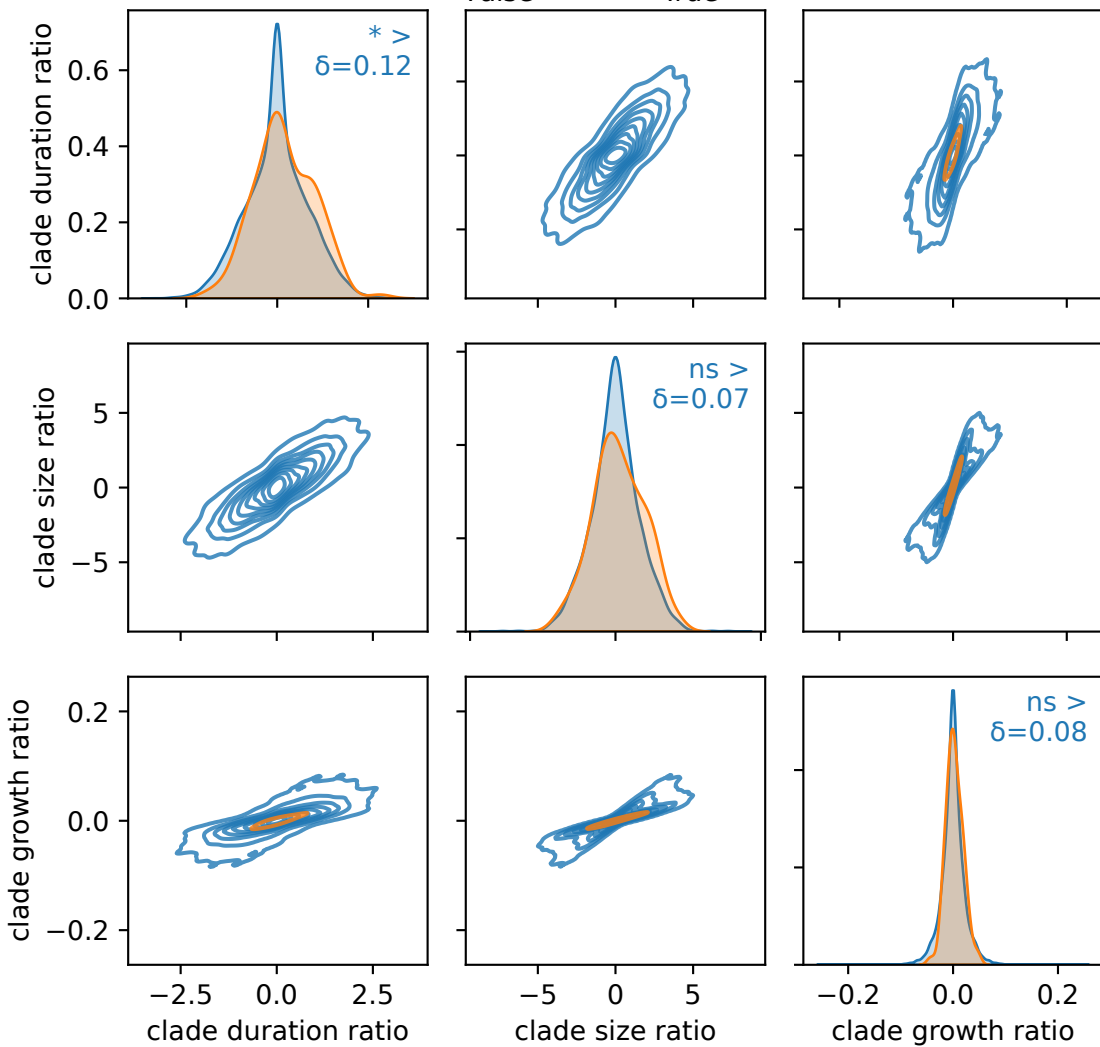 * >
δ=0.12
clade duration ratio
0.6
0.4
0.2
0.0
ns >
δ=0.07
clade size ratio
5
0
−5
ns >
δ=0.08
clade growth ratio
0.2
0.0
−0.2
−2.5 0.0 2.5
−5 0 5
−0.2 0.0 0.2
clade duration ratio
clade size ratio
clade growth ratio